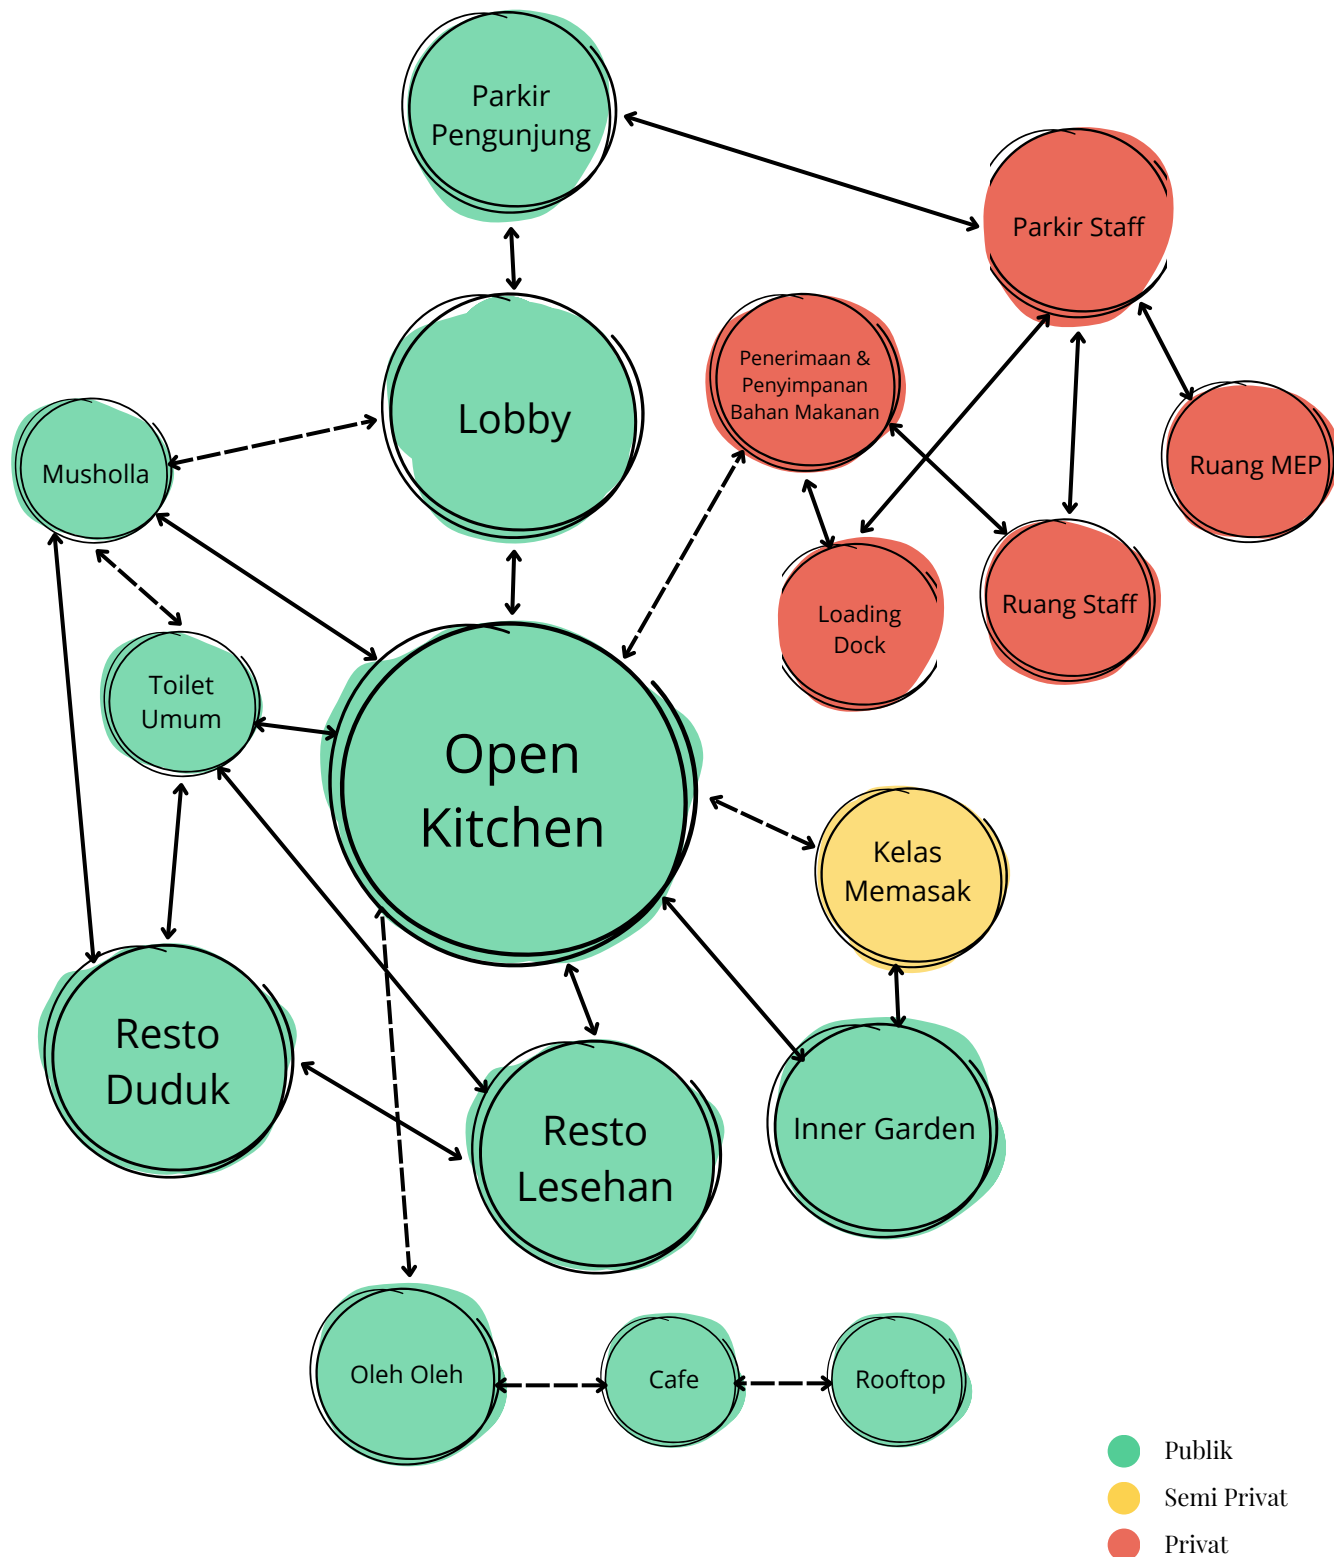 Parkir
Pengunjung
Parkir Staff
Penerimaan &
Penyimpanan
Bahan Makanan
Lobby
Ruang MEP
Musholla
Loading
Dock
Ruang Staff
Toilet
Umum
Open
Kitchen
Kelas
Memasak
Resto
Duduk
Resto
Lesehan
Inner Garden
Oleh Oleh
Cafe
Rooftop
Publik
Semi Privat
Privat